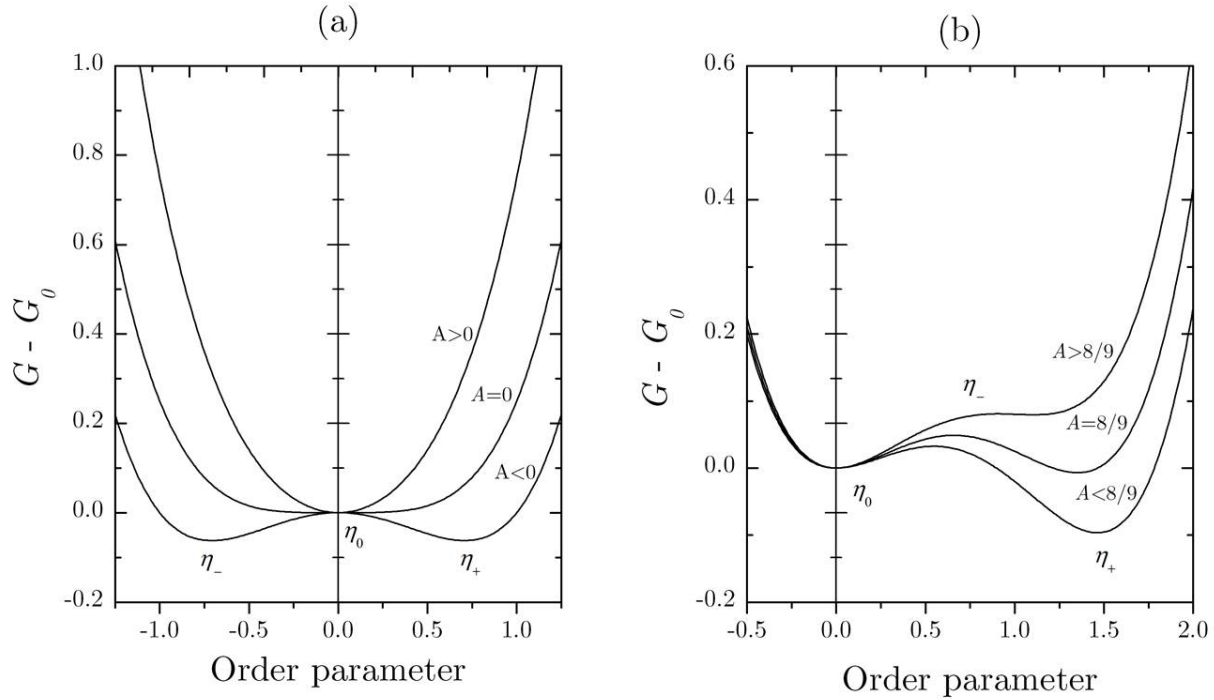 (a)
1.0
0.8
0.6
0.4
0.2
0.0
-0.2
G - G₀
A>0
A=0
A<0
η₀
η₋
η₊
-1.0 -0.5 0.0 0.5 1.0
Order parameter
(b)
0.6
0.4
0.2
0.0
-0.2
G - G₀
A>8/9
η₋
A=8/9
A<8/9
η₀
η₊
-0.5 0.0 0.5 1.0 1.5 2.0
Order parameter